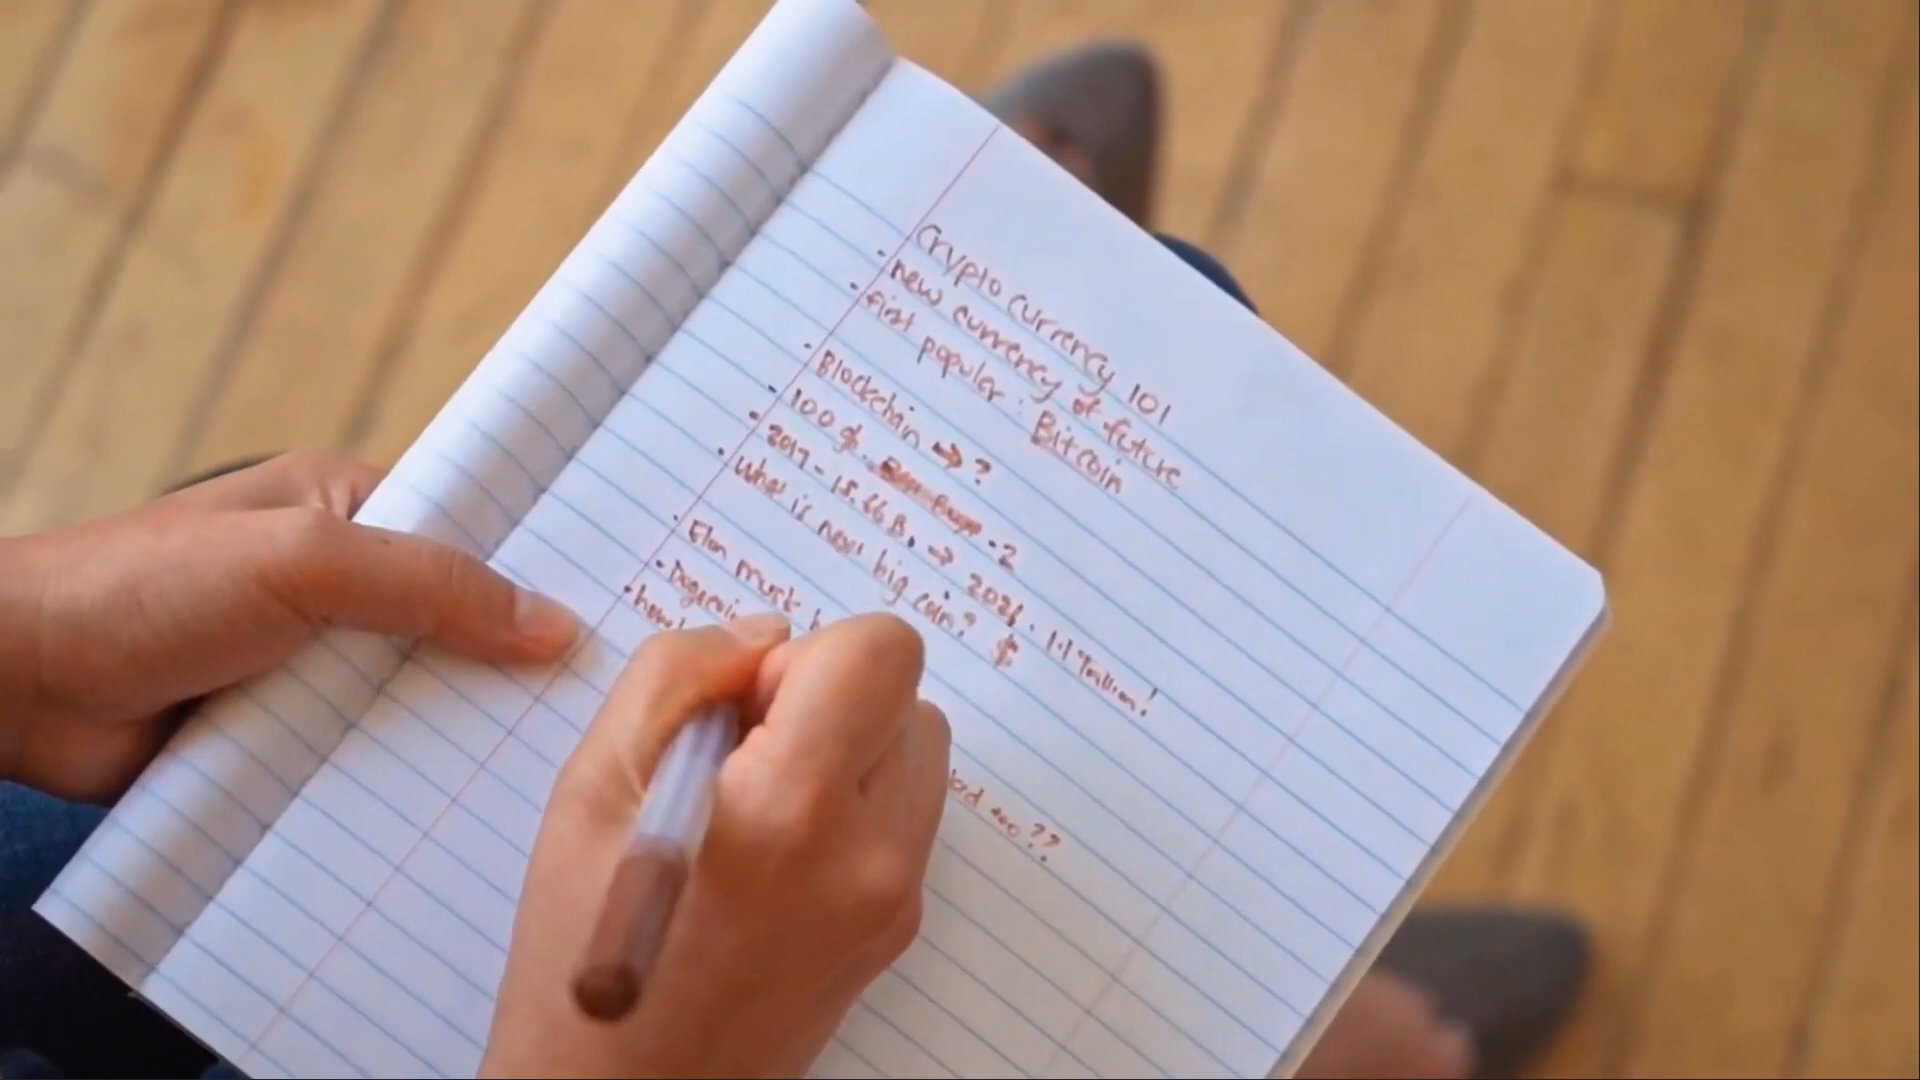 Crypto currency 101
· new currency of future
· first popular : Bitcoin
· Blockchain → ?
· 100 $.
· 2017 - 15.66 B. → 2021. 1.1 Trillion!
· What is next big coin? $
· Elon musk
· Dogecoin
??